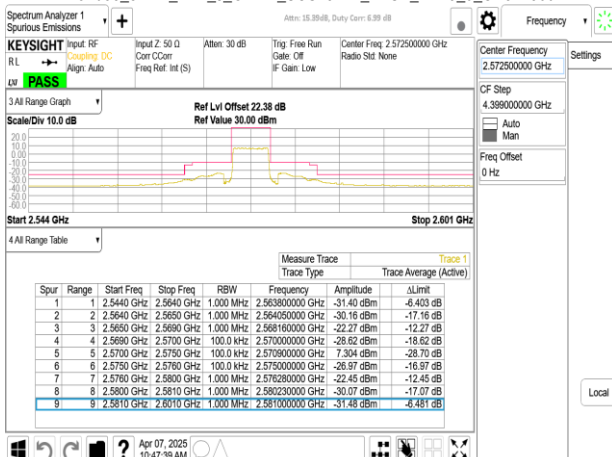 Spectrum Analyzer 1
Spurious Emissions
+
Attn: 15.39dB, Duty Corr: 6.99 dB
Frequency
KEYSIGHT
Input: RF
Coupling: DC
Align: Auto
Input Z: 50 Ω
Corr CCorr
Freq Ref: Int (S)
Atten: 30 dB
Trig: Free Run
Gate: Off
IF Gain: Low
Center Freq: 2.572500000 GHz
Radio Std: None
RL
LXI PASS
Center Frequency
2.572500000 GHz
Settings
CF Step
4.399000000 GHz
Auto
Man
Freq Offset
0 Hz
3 All Range Graph
Scale/Div 10.0 dB
Ref Lvl Offset 22.38 dB
Ref Value 30.00 dBm
20.0
10.0
0.00
-10.0
-20.0
-30.0
-40.0
-50.0
-60.0
Start 2.544 GHz
Stop 2.601 GHz
4 All Range Table
Measure Trace Trace 1
Trace Type Trace Average (Active)
Spur Range Start Freq Stop Freq RBW Frequency Amplitude ΔLimit
1 1 2.5440 GHz 2.5640 GHz 1.000 MHz 2.563800000 GHz -31.40 dBm -6.403 dB
2 2 2.5640 GHz 2.5650 GHz 1.000 MHz 2.564050000 GHz -30.16 dBm -17.16 dB
3 3 2.5650 GHz 2.5690 GHz 1.000 MHz 2.568160000 GHz -22.27 dBm -12.27 dB
4 4 2.5690 GHz 2.5700 GHz 100.0 kHz 2.570000000 GHz -28.62 dBm -18.62 dB
5 5 2.5700 GHz 2.5750 GHz 100.0 kHz 2.570900000 GHz 7.304 dBm -28.70 dB
6 6 2.5750 GHz 2.5760 GHz 100.0 kHz 2.575000000 GHz -26.97 dBm -16.97 dB
7 7 2.5760 GHz 2.5800 GHz 1.000 MHz 2.576280000 GHz -22.45 dBm -12.45 dB
8 8 2.5800 GHz 2.5810 GHz 1.000 MHz 2.580230000 GHz -30.07 dBm -17.07 dB
9 9 2.5810 GHz 2.6010 GHz 1.000 MHz 2.581000000 GHz -31.48 dBm -6.481 dB
Local
?
Apr 07, 2025
10:47:39 AM